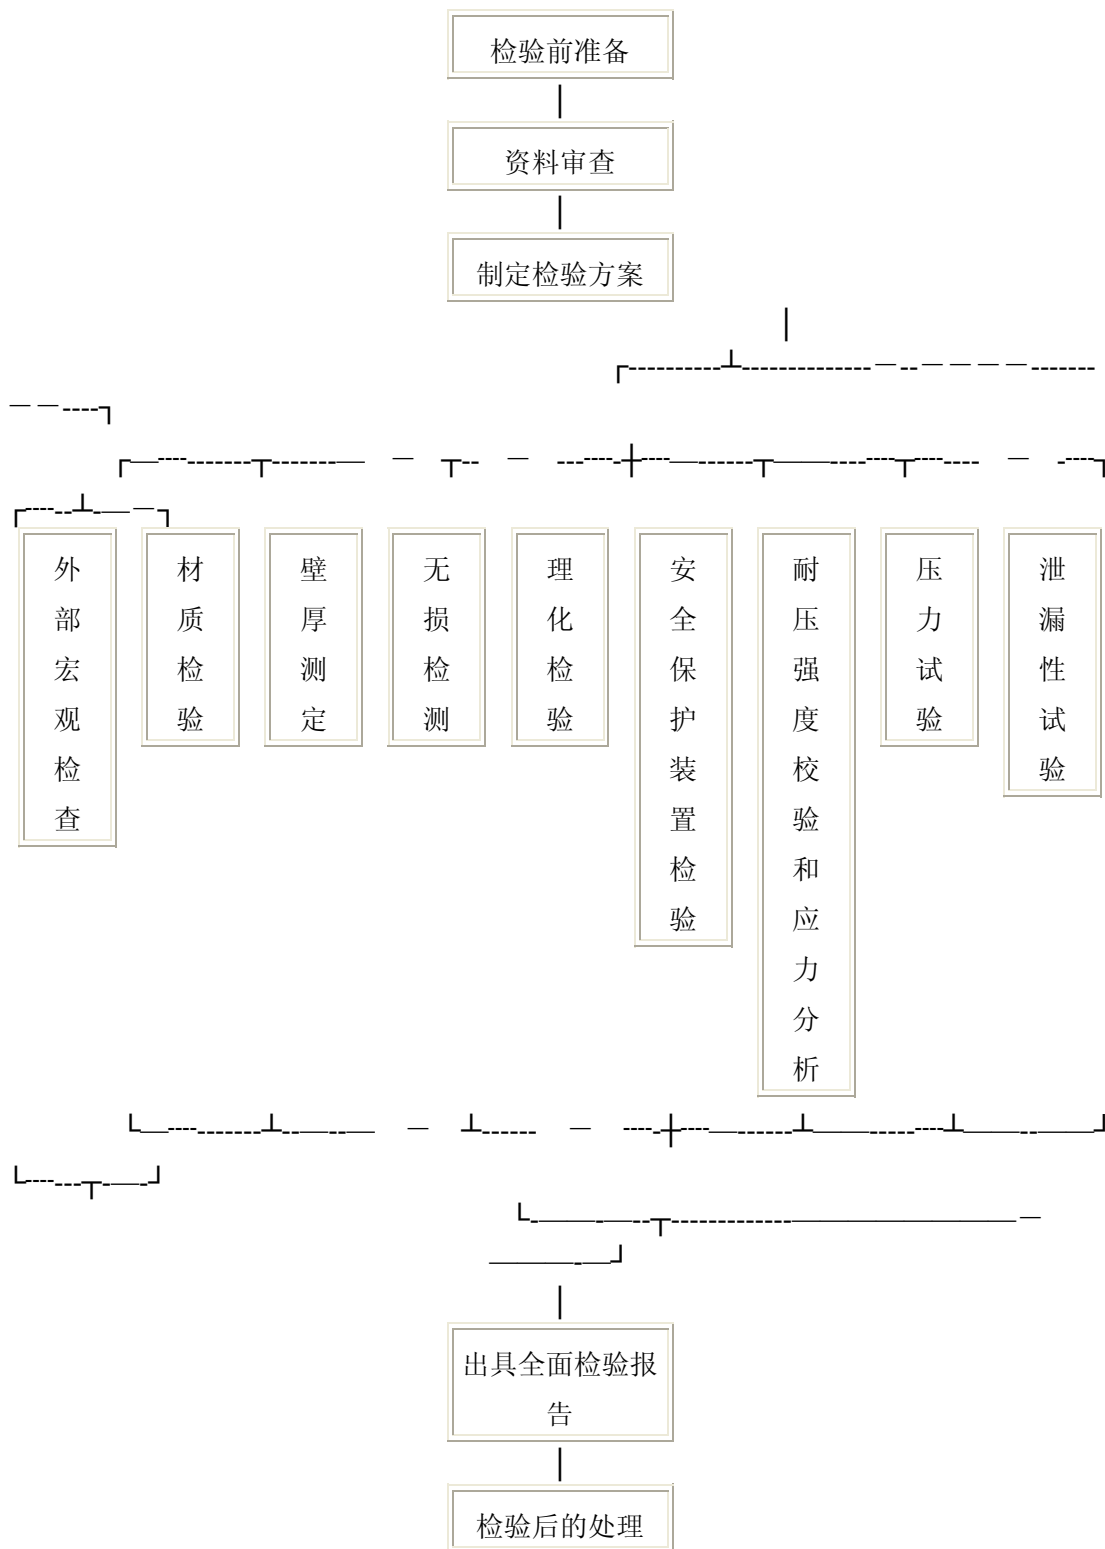 检验前准备
资料审查
制定检验方案
外部宏观检查
材质检验
壁厚测定
无损检测
理化检验
安全保护装置检验
耐压强度校验和应力分析
压力试验
泄漏性试验
出具全面检验报
告
检验后的处理